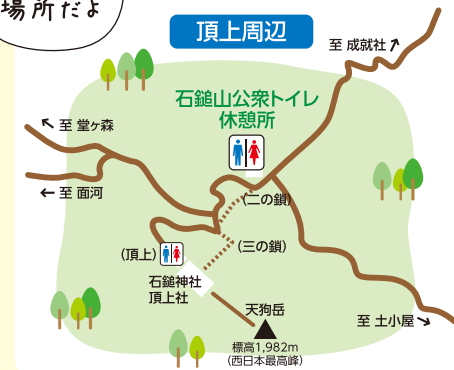 場所だよ
頂上周辺
至 成就社
石鎚山公衆トイレ
休憩所
至 堂ヶ森
至 面河
(二の鎖)
(三の鎖)
(頂上)
石鎚神社
頂上社
天狗岳
至 土小屋
標高1,982m
(西日本最高峰)